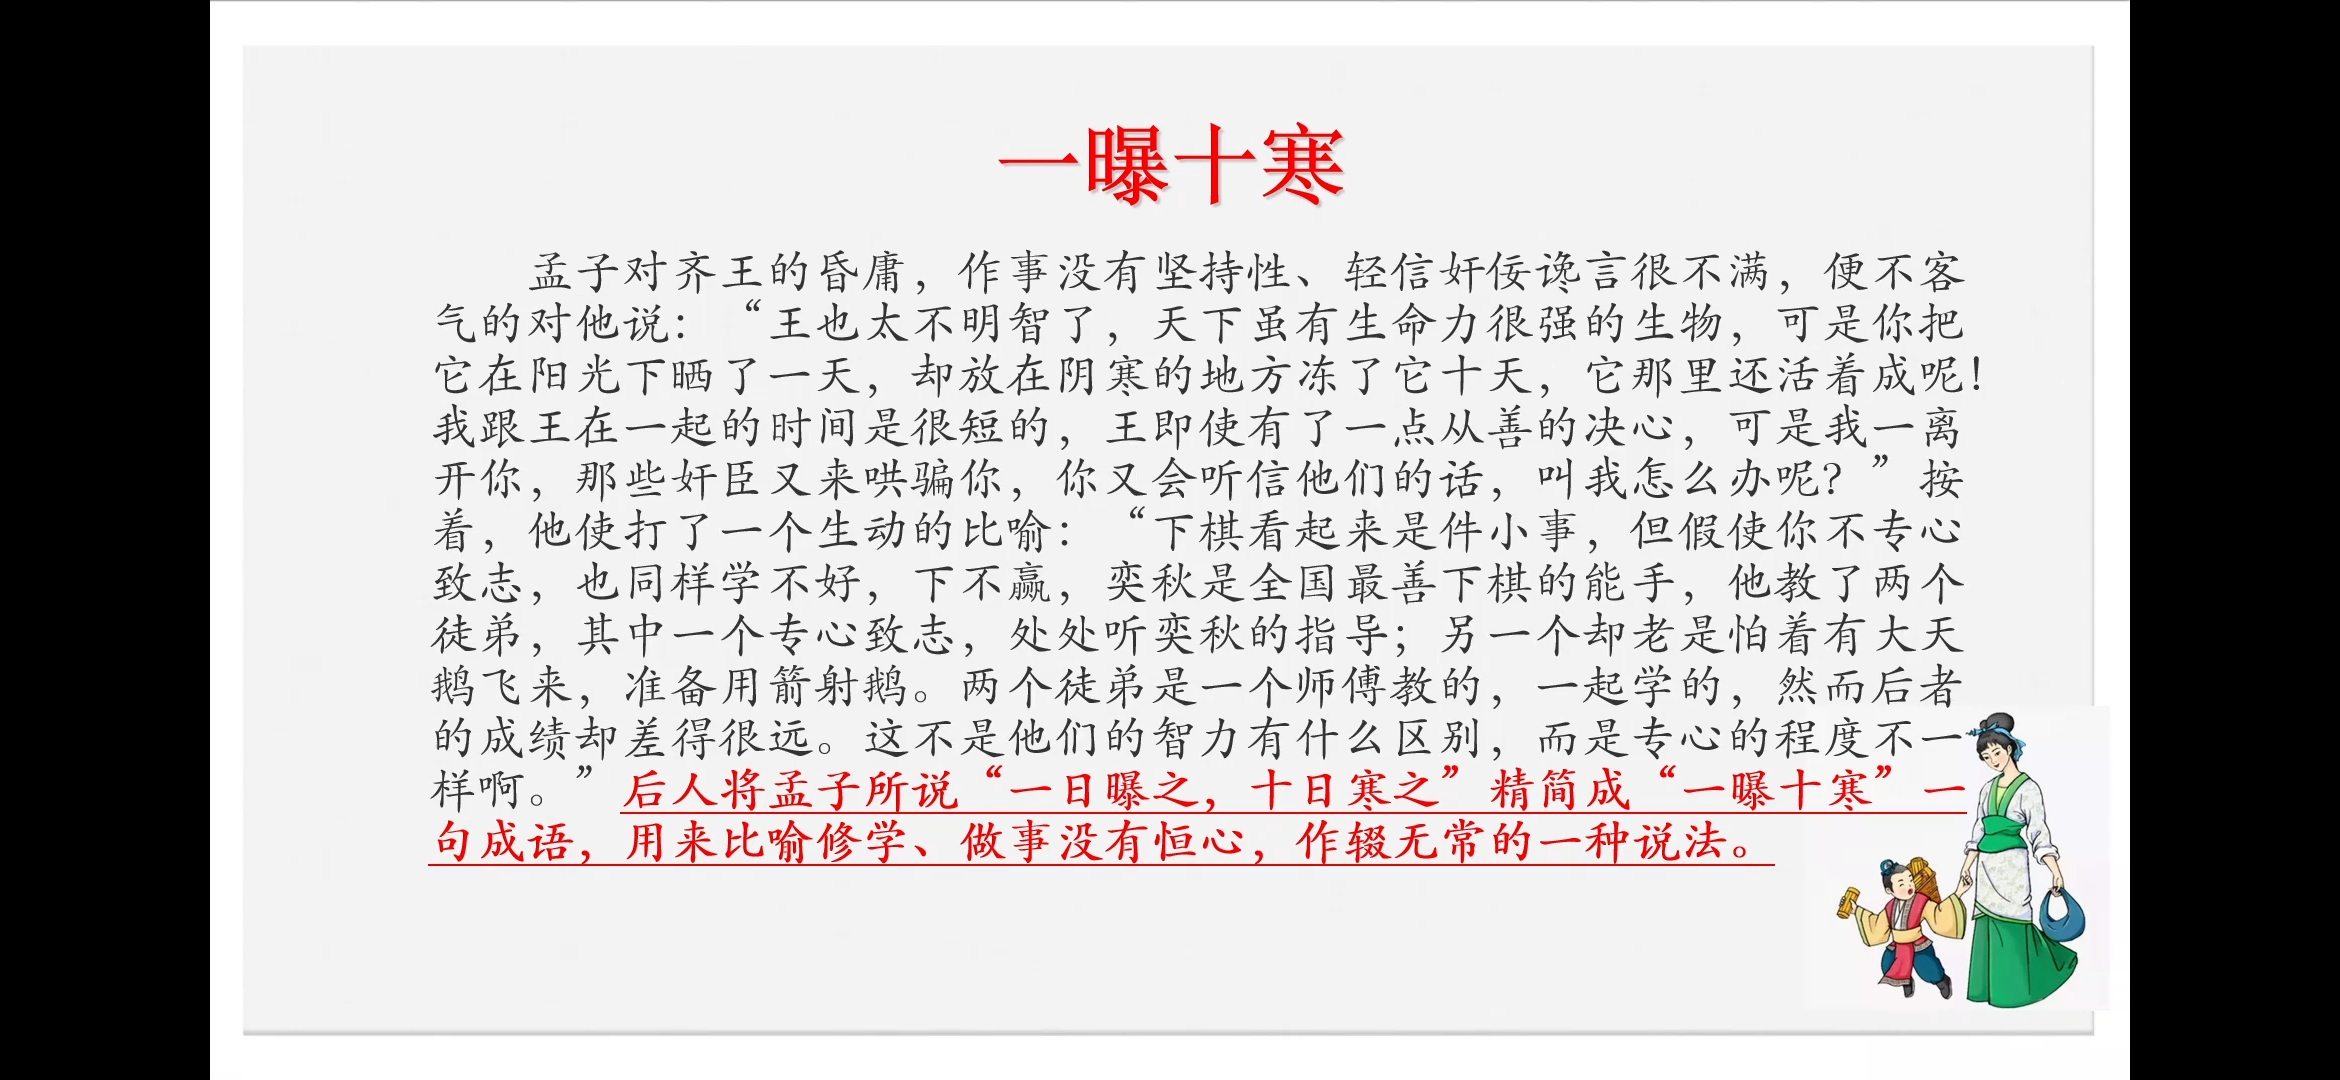 一曝十寒
孟子对齐王的昏庸，作事没有坚持性、轻信奸佞谗言很不满，便不客
气的对他说：“王也太不明智了，天下虽有生命力很强的生物，可是你把
它在阳光下晒了一天，却放在阴寒的地方冻了它十天，它那里还活着成呢！
我跟王在一起的时间是很短的，王即使有了一点从善的决心，可是我一离
开你，那些奸臣又来哄骗你，你又会听信他们的话，叫我怎么办呢？”按
着，他使打了一个生动的比喻：“下棋看起来是件小事，但假使你不专心
致志，也同样学不好，下不赢，奕秋是全国最善下棋的能手，他教了两个
徒弟，其中一个专心致志，处处听奕秋的指导；另一个却老是怕着有大天
鹅飞来，准备用箭射鹅。两个徒弟是一个师傅教的，一起学的，然而后者
的成绩却差得很远。这不是他们的智力有什么区别，而是专心的程度不一
样啊。”后人将孟子所说“一日曝之，十日寒之”精简成“一曝十寒”一
句成语，用来比喻修学、做事没有恒心，作辍无常的一种说法。